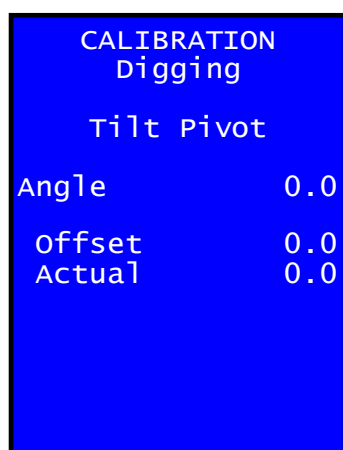 CALIBRATION
Digging
Tilt Pivot
Angle 0.0
Offset 0.0
Actual 0.0